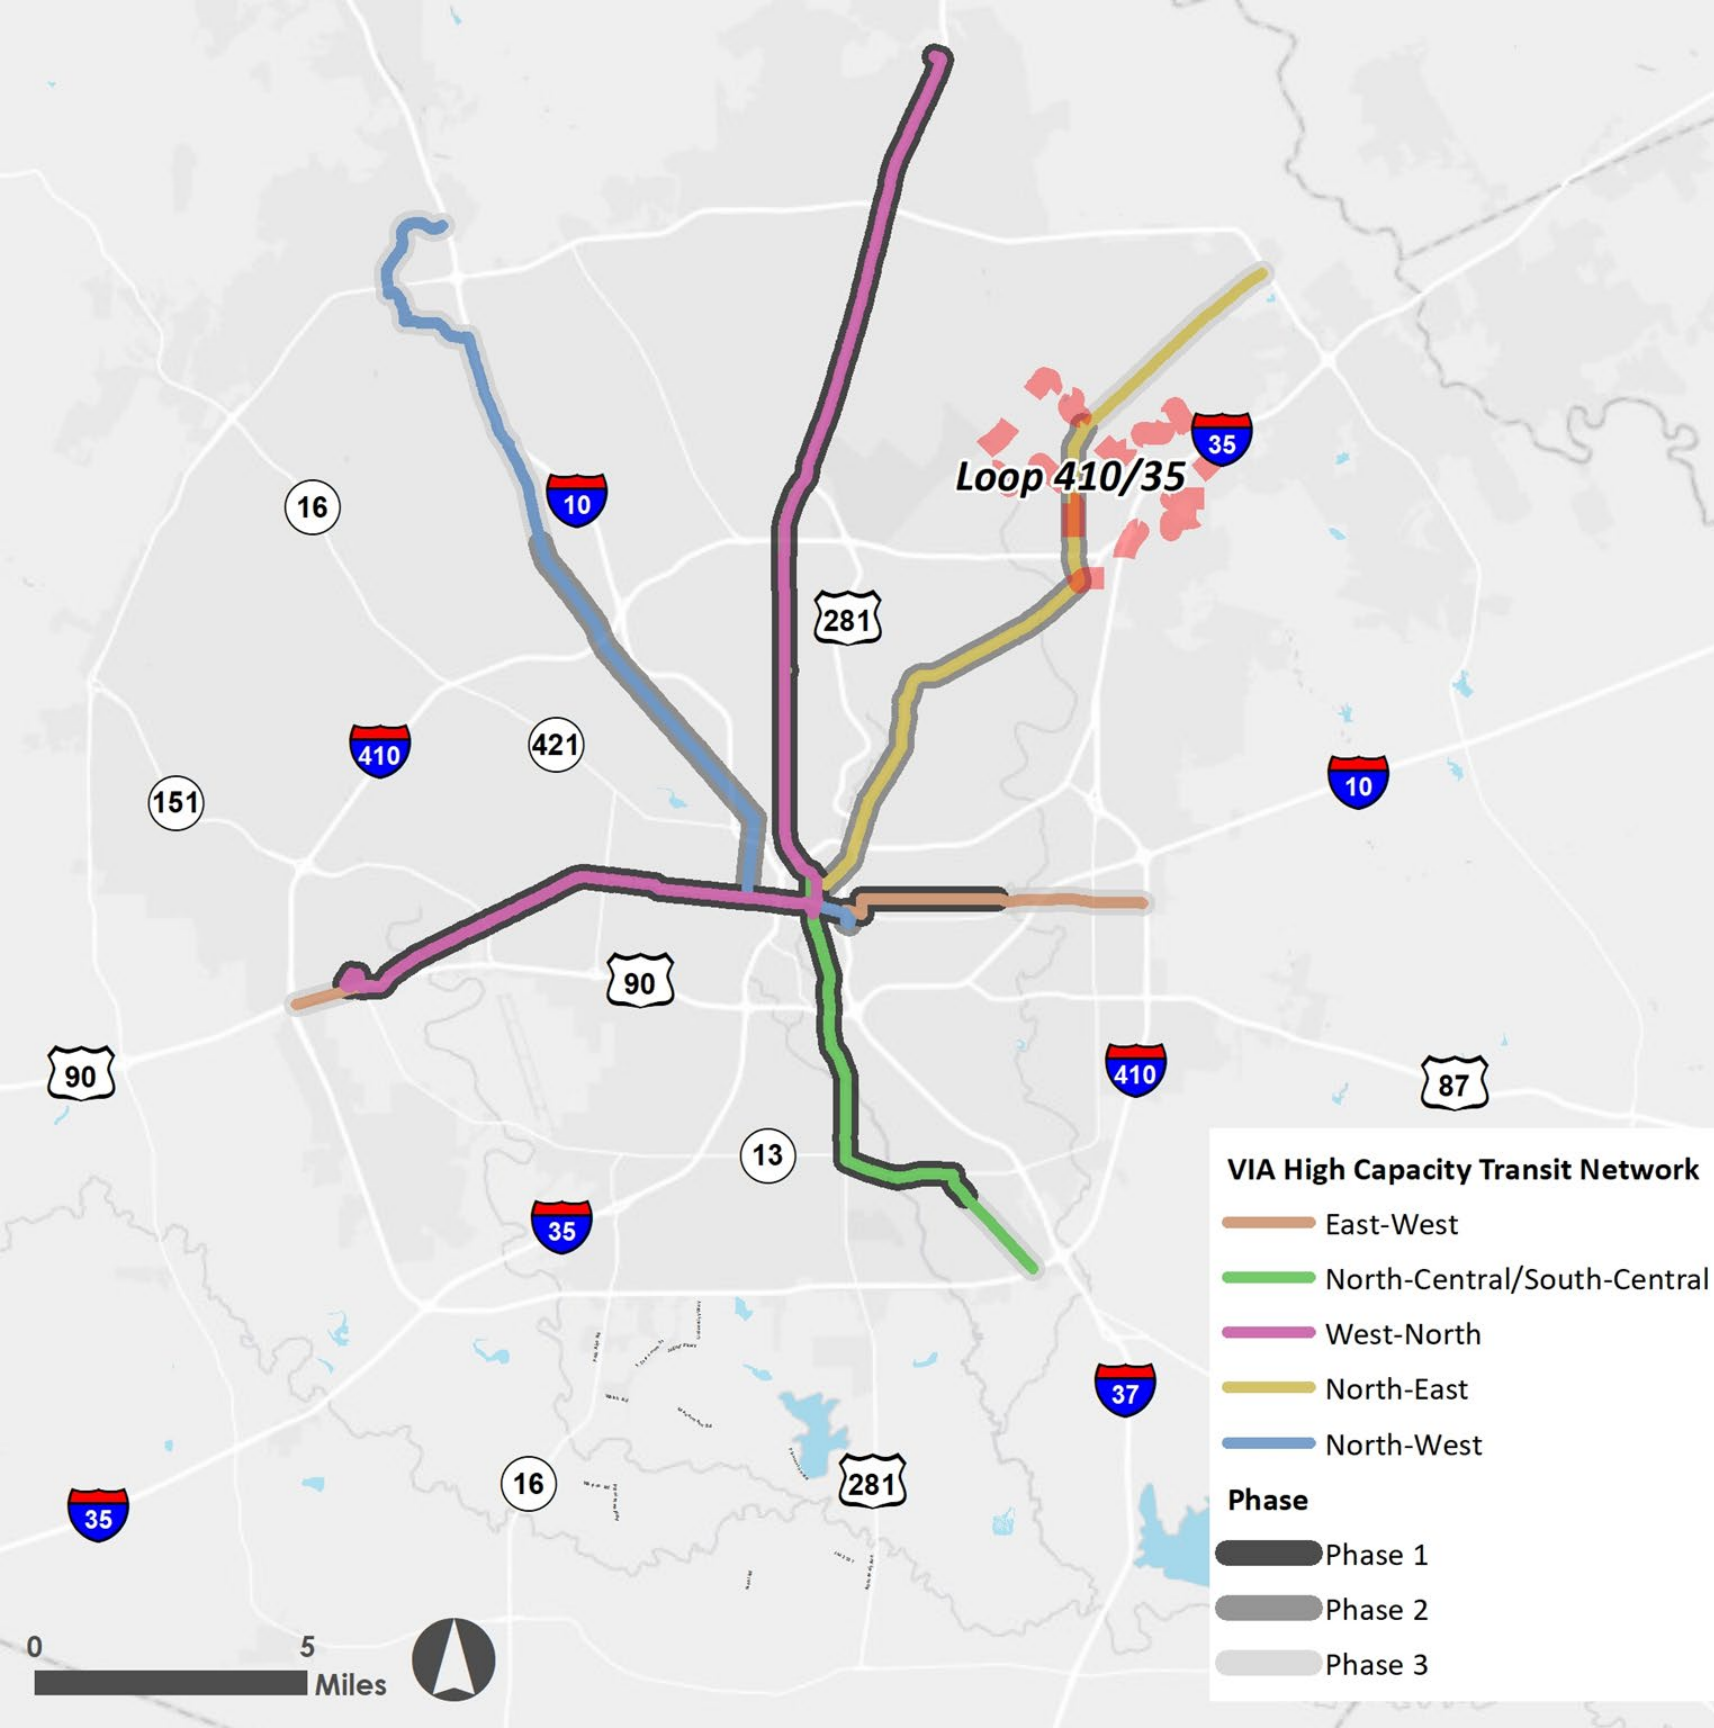 16
10
35
Loop 410/35
281
410
421
151
10
90
90
410
87
13
35
37
16
281
35
VIA High Capacity Transit Network
East-West
North-Central/South-Central
West-North
North-East
North-West
Phase
Phase 1
Phase 2
Phase 3
0 5
Miles